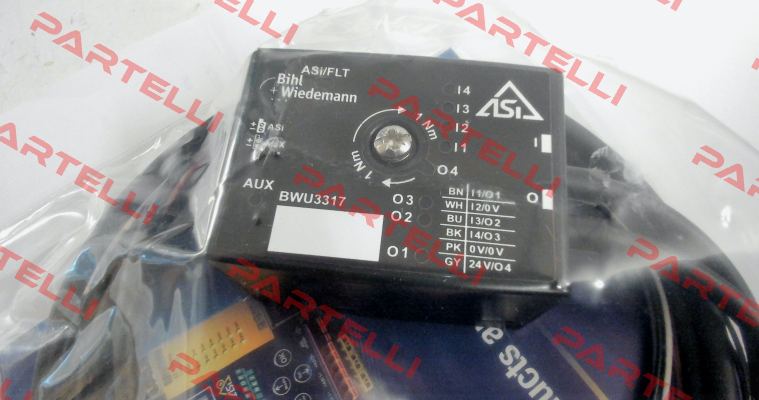 PARTELLI
PARTELLI
PARTELLI
PARTELLI
PARTELLI
PARTELLI
ASi/FLT
Bihl
+ Wiedemann
ASi
± ASi
± AUX
1 Nm
1 Nm
I4
I3
I2
I1
O4
I
O
AUX
BWU3317
O3
O2
O1
BN I1/O1
WH I2/0V
BU I3/O2
BK I4/O3
PK 0V/0V
GY 24V/O4
ducts a